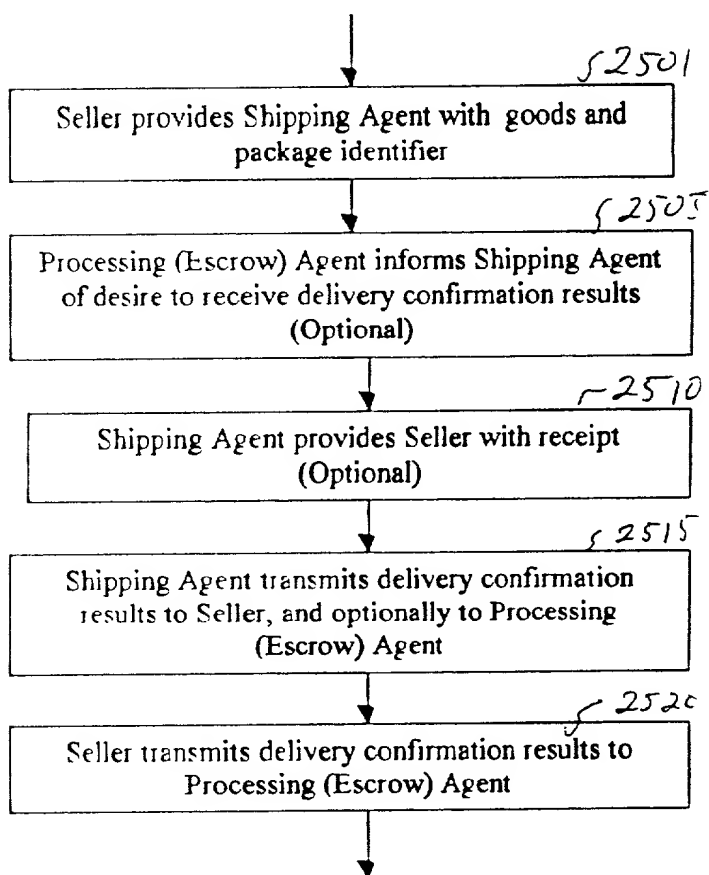 2501
Seller provides Shipping Agent with goods and
package identifier
2505
Processing (Escrow) Agent informs Shipping Agent
of desire to receive delivery confirmation results
(Optional)
2510
Shipping Agent provides Seller with receipt
(Optional)
2515
Shipping Agent transmits delivery confirmation
results to Seller, and optionally to Processing
(Escrow) Agent
2520
Seller transmits delivery confirmation results to
Processing (Escrow) Agent